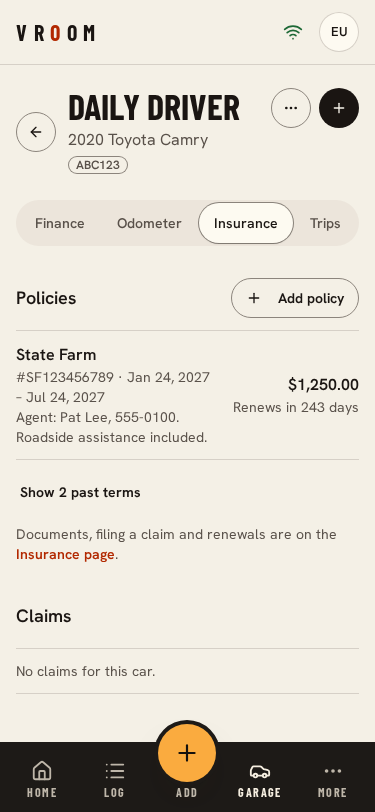 VROOM
EU
DAILY DRIVER
2020 Toyota Camry
ABC123
Finance
Odometer
Insurance
Trips
Policies
Add policy
State Farm
#SF123456789 · Jan 24, 2027
– Jul 24, 2027
Agent: Pat Lee, 555-0100.
Roadside assistance included.
$1,250.00
Renews in 243 days
Show 2 past terms
Documents, filing a claim and renewals are on the
Insurance page.
Claims
No claims for this car.
HOME
LOG
ADD
GARAGE
MORE